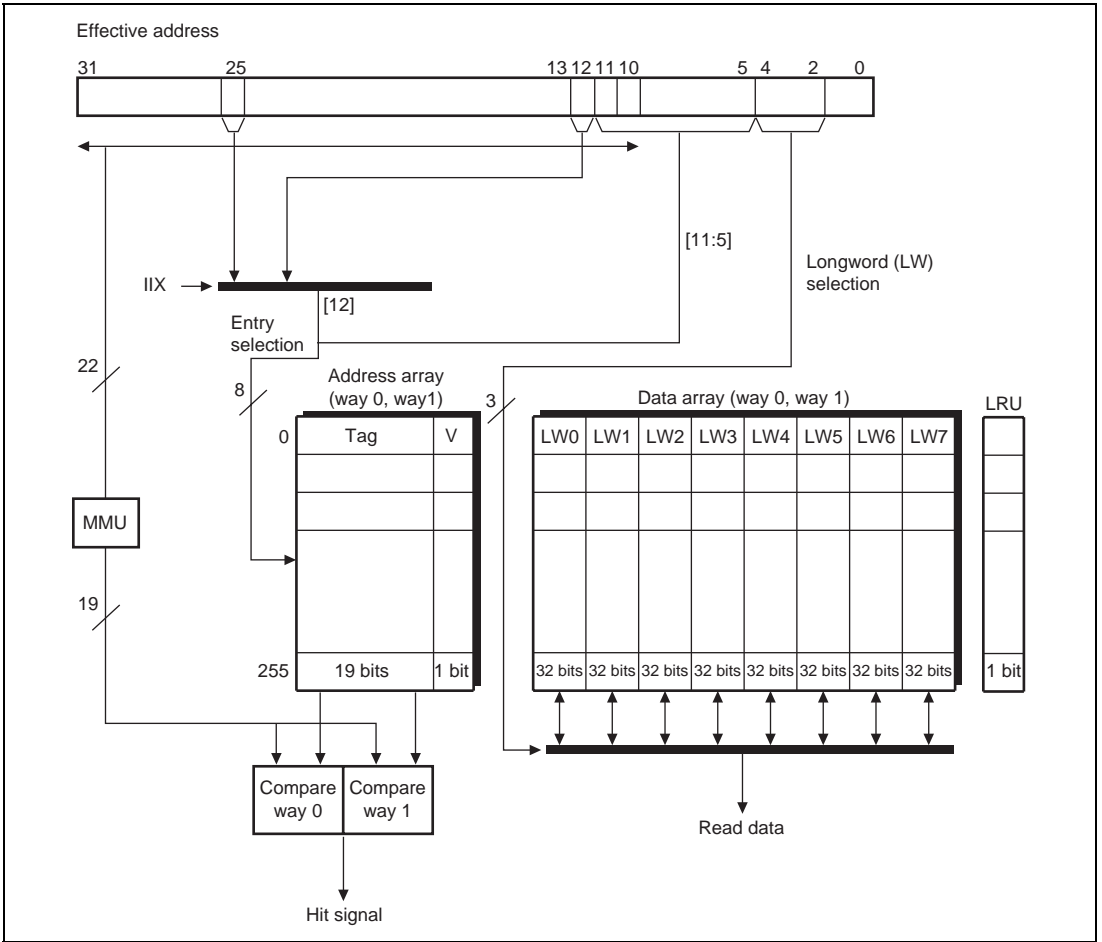 Effective address
31 25 13 12 11 10 5 4 2 0
[11:5]
Longword (LW)
selection
IIX
[12]
Entry
selection
22
8
Address array
(way 0, way1)
3
Data array (way 0, way 1)
LRU
0 Tag V
LW0 LW1 LW2 LW3 LW4 LW5 LW6 LW7
MMU
19
255 19 bits 1 bit
32 bits 32 bits 32 bits 32 bits 32 bits 32 bits 32 bits 32 bits
1 bit
Compare
way 0
Compare
way 1
Read data
Hit signal